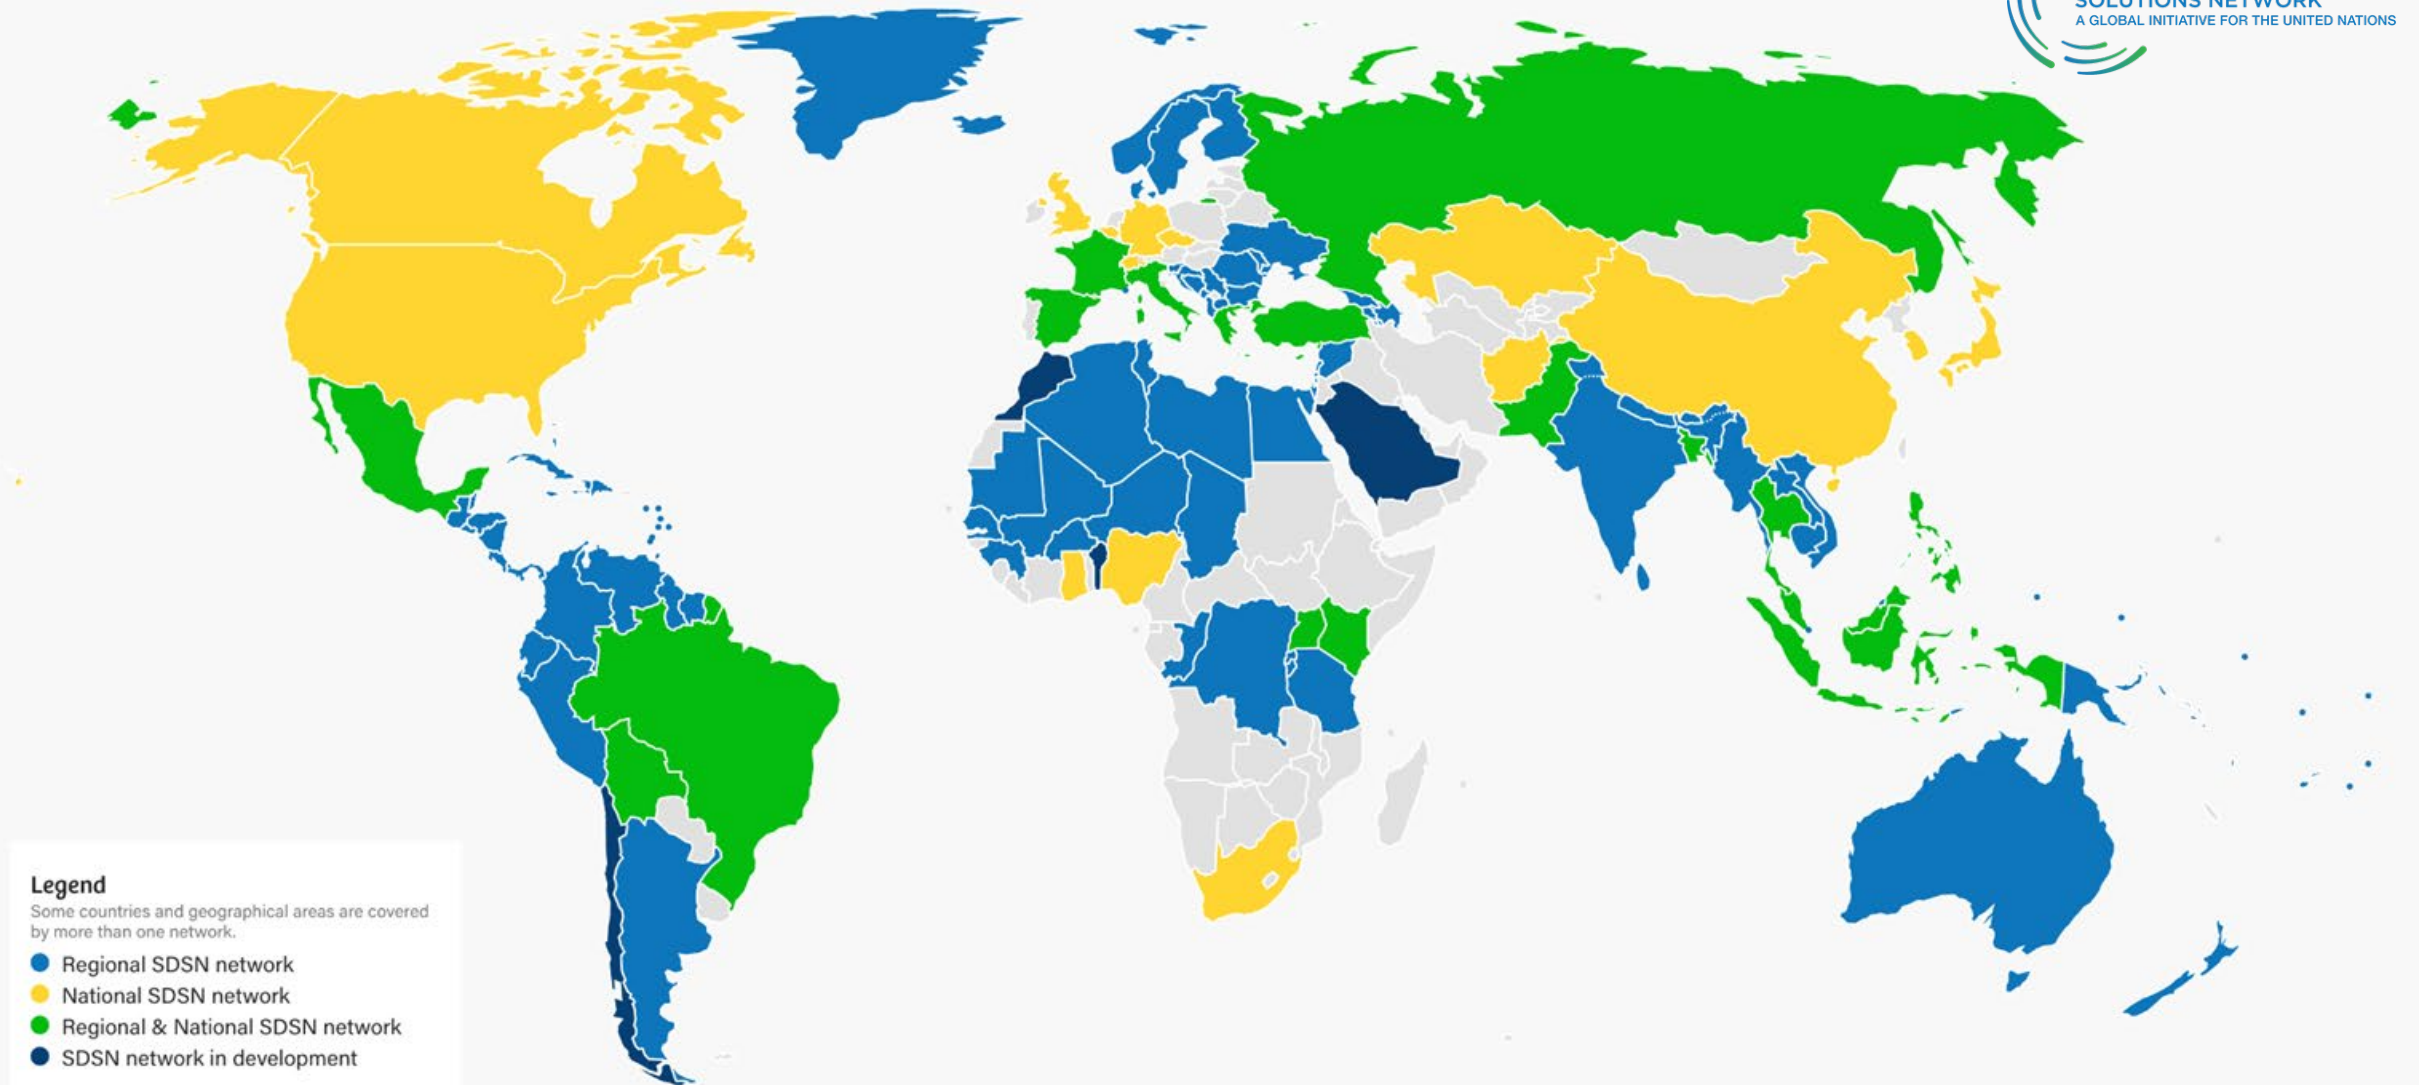 SOLUTIONS NETWORK
A GLOBAL INITIATIVE FOR THE UNITED NATIONS
Legend
Some countries and geographical areas are covered
by more than one network.
Regional SDSN network
National SDSN network
Regional & National SDSN network
SDSN network in development